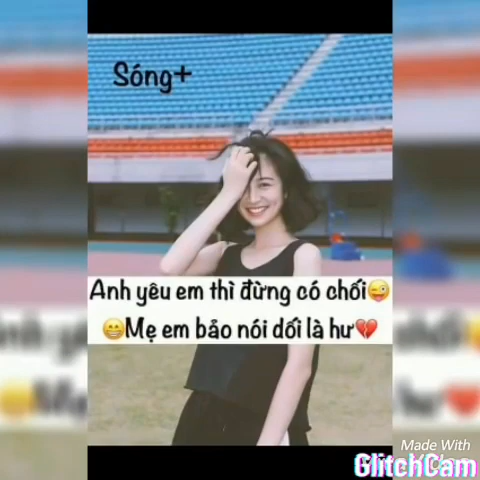 Sóng+
Anh yêu em thì đừng có chối😜
😁Mẹ em bảo nói dối là hư💔
Made With
GlitchCam